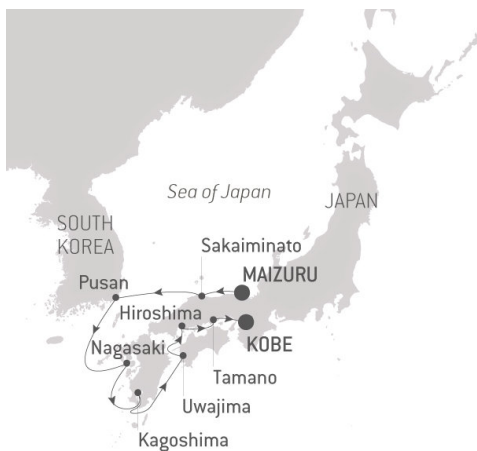 Sea of Japan
JAPAN
SOUTH
KOREA
Sakaiminato
MAIZURU
Pusan
Hiroshima
Nagasaki
KOBE
Tamano
Uwajima
Kagoshima